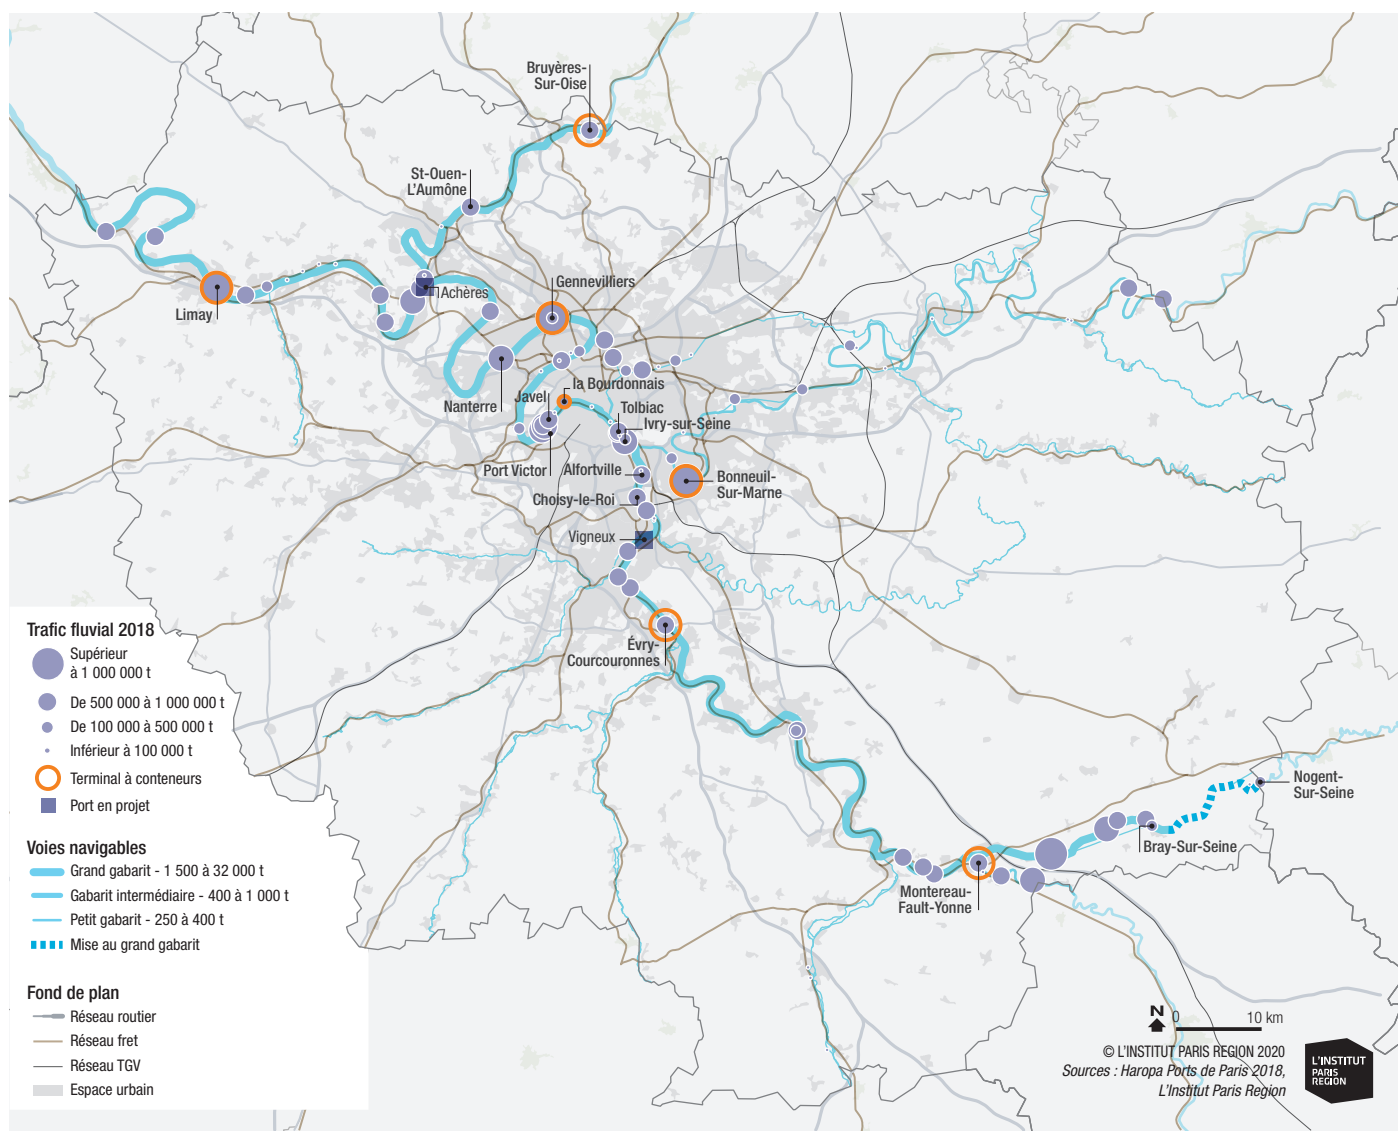 Bruyères-
Sur-Oise
St-Ouen-
L'Aumône
Gennevilliers
Achères
Limay
la Bourdonnais
Nanterre
Javel
Tolbiac
Ivry-sur-Seine
Port Victor
Alfortville
Bonneuil-
Sur-Marne
Choisy-le-Roi
Vigneux
Évry-
Courcouronnes
Nogent-
Sur-Seine
Bray-Sur-Seine
Montereau-
Fault-Yonne
Trafic fluvial 2018
Supérieur
à 1 000 000 t
De 500 000 à 1 000 000 t
De 100 000 à 500 000 t
Inférieur à 100 000 t
Terminal à conteneurs
Port en projet
Voies navigables
Grand gabarit - 1 500 à 32 000 t
Gabarit intermédiaire - 400 à 1 000 t
Petit gabarit - 250 à 400 t
Mise au grand gabarit
Fond de plan
Réseau routier
Réseau fret
Réseau TGV
Espace urbain
N
0 10 km
© L'INSTITUT PARIS REGION 2020
Sources : Haropa Ports de Paris 2018,
L'Institut Paris Region
L'INSTITUT
PARIS
REGION